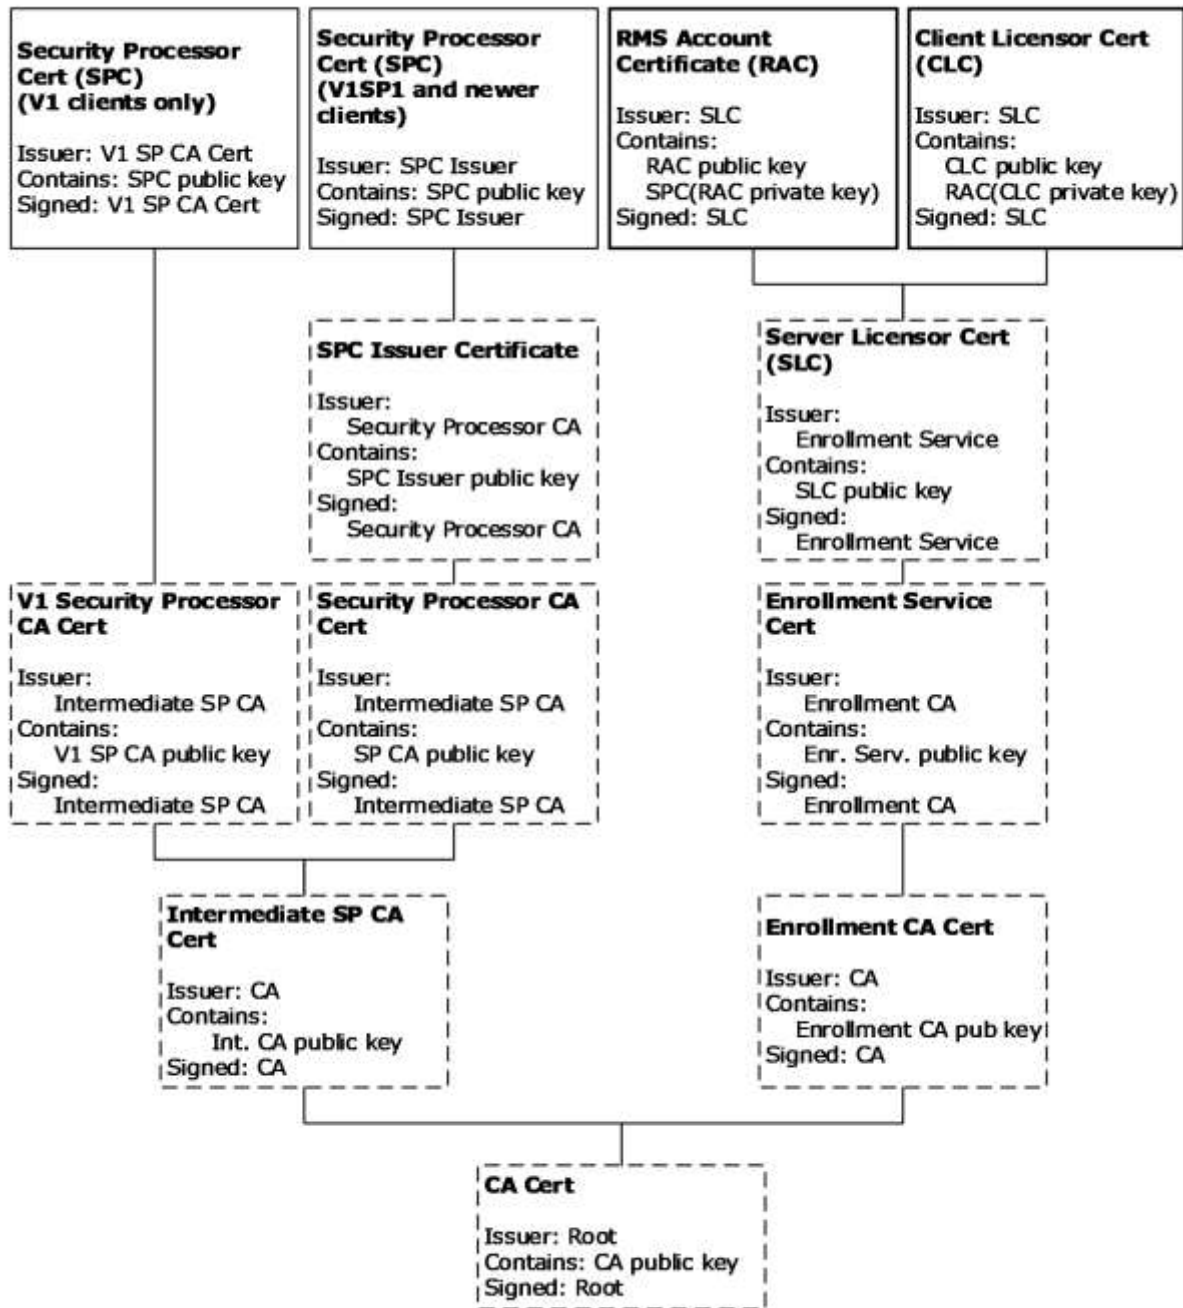 Security Processor
Cert (SPC)
(V1 clients only)
Issuer: V1 SP CA Cert
Contains: SPC public key
Signed: V1 SP CA Cert
Security Processor
Cert (SPC)
(V1SP1 and newer
clients)
Issuer: SPC Issuer
Contains: SPC public key
Signed: SPC Issuer
RMS Account
Certificate (RAC)
Issuer: SLC
Contains:
RAC public key
SPC(RAC private key)
Signed: SLC
Client Licensor Cert
(CLC)
Issuer: SLC
Contains:
CLC public key
RAC(CLC private key)
Signed: SLC
SPC Issuer Certificate
Issuer:
Security Processor CA
Contains:
SPC Issuer public key
Signed:
Security Processor CA
Server Licensor Cert
(SLC)
Issuer:
Enrollment Service
Contains:
SLC public key
Signed:
Enrollment Service
V1 Security Processor
CA Cert
Issuer:
Intermediate SP CA
Contains:
V1 SP CA public key
Signed:
Intermediate SP CA
Security Processor CA
Cert
Issuer:
Intermediate SP CA
Contains:
SP CA public key
Signed:
Intermediate SP CA
Enrollment Service
Cert
Issuer:
Enrollment CA
Contains:
Enr. Serv. public key
Signed:
Enrollment CA
Intermediate SP CA
Cert
Issuer: CA
Contains:
Int. CA public key
Signed: CA
Enrollment CA Cert
Issuer: CA
Contains:
Enrollment CA pub key
Signed: CA
CA Cert
Issuer: Root
Contains: CA public key
Signed: Root